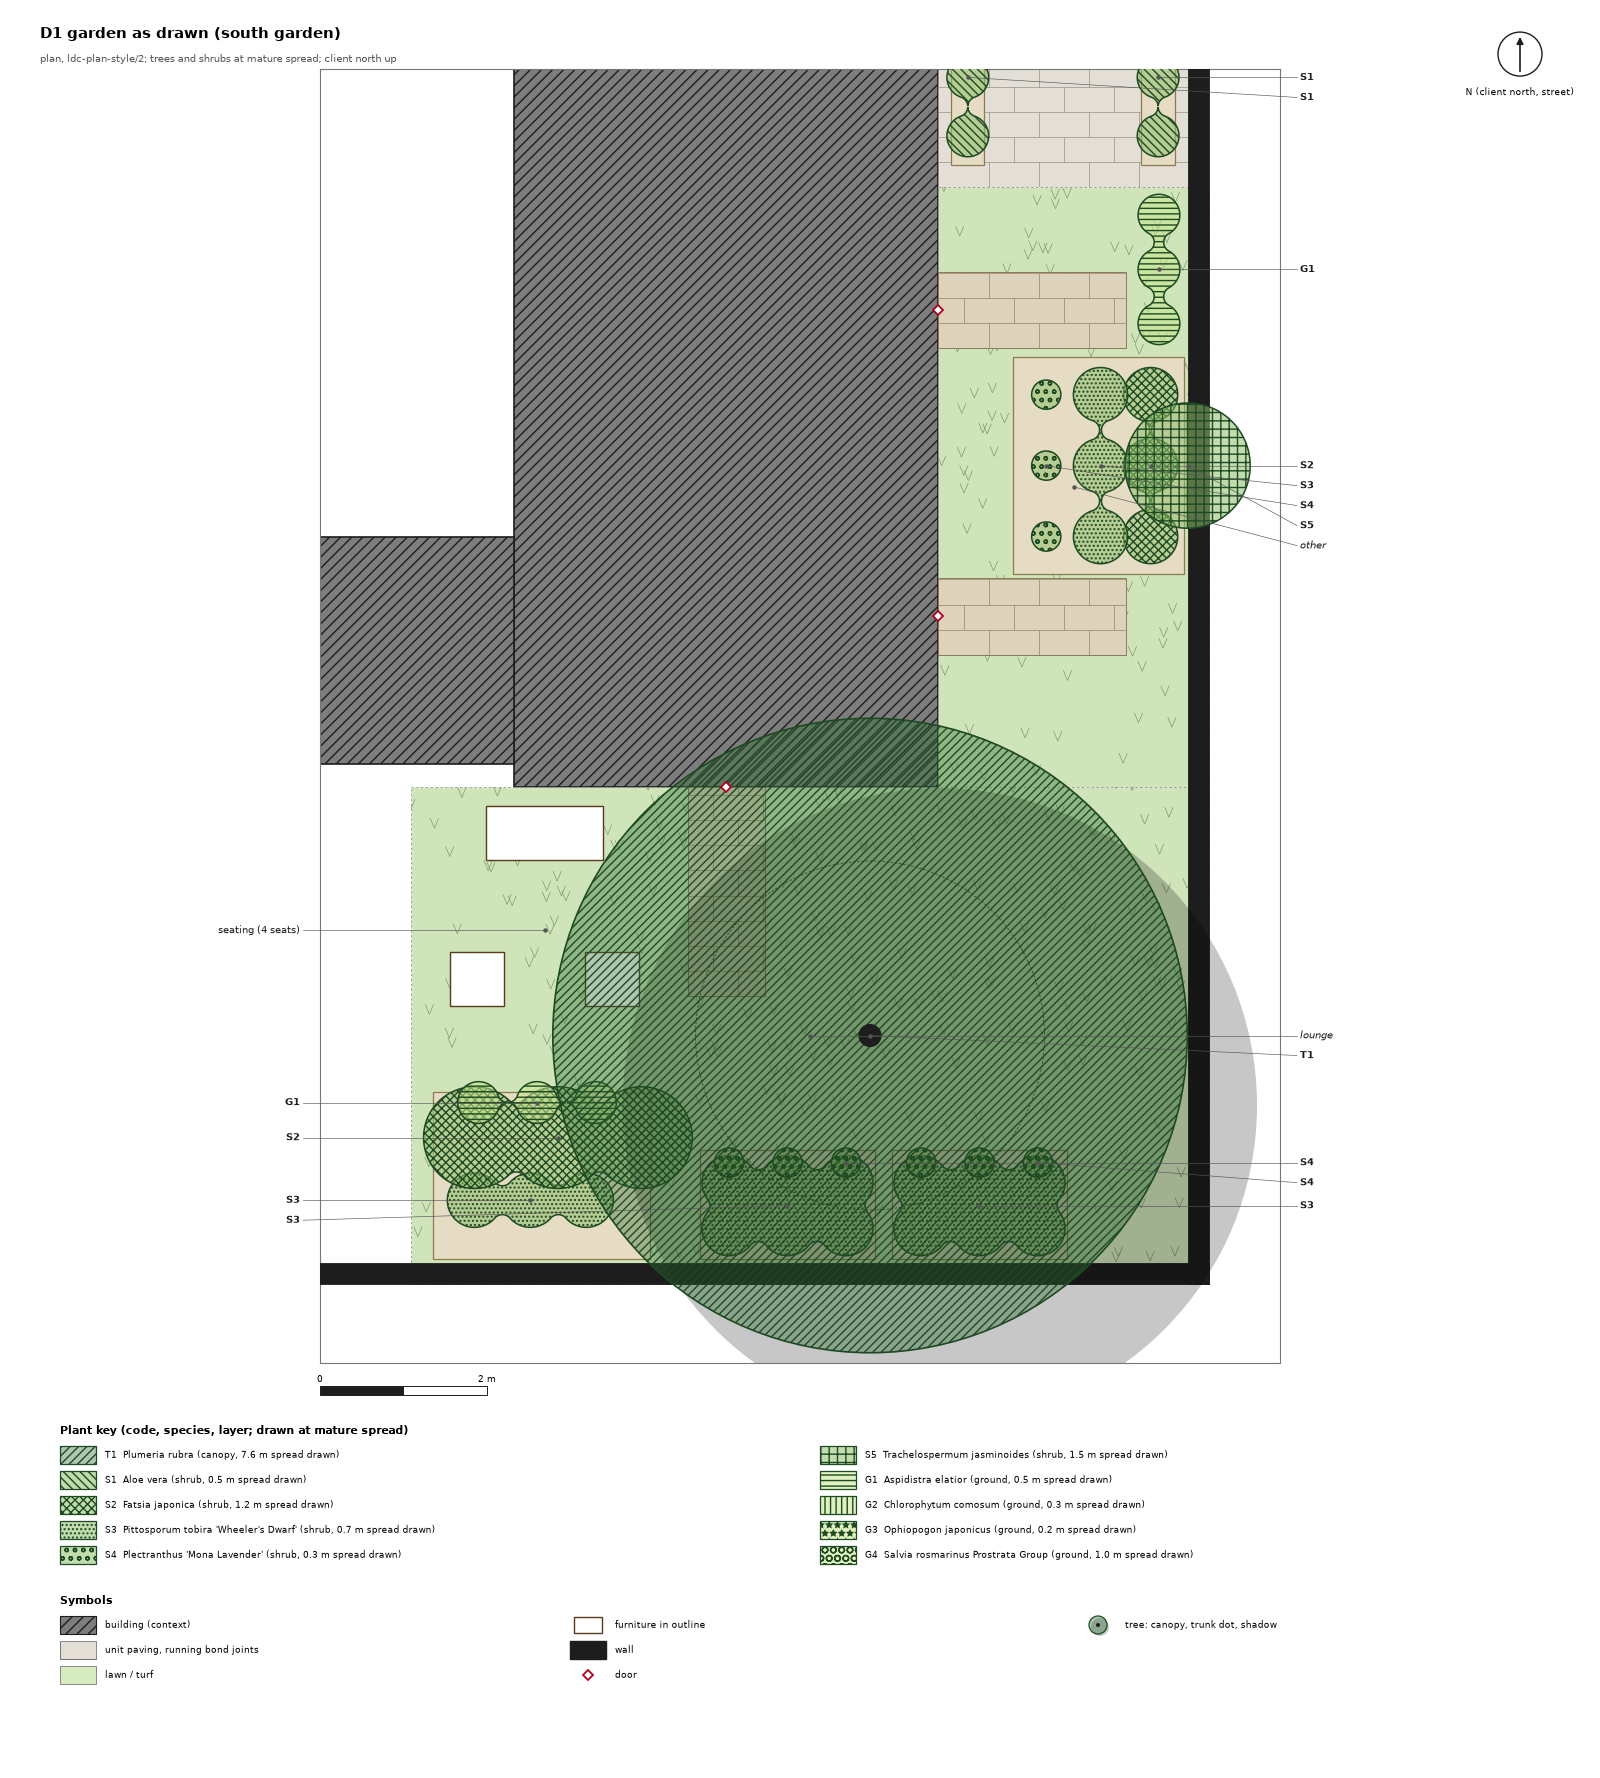 D1 garden as drawn (south garden)
plan, ldc-plan-style/2; trees and shrubs at mature spread; client north up
N (client north, street)
S1
S1
G1
S2
S3
S4
S5
other
seating (4 seats)
lounge
T1
G1
S2
S3
S3
S4
S4
S3
0 2 m
Plant key (code, species, layer; drawn at mature spread)
T1 Plumeria rubra (canopy, 7.6 m spread drawn)
S1 Aloe vera (shrub, 0.5 m spread drawn)
S2 Fatsia japonica (shrub, 1.2 m spread drawn)
S3 Pittosporum tobira 'Wheeler's Dwarf' (shrub, 0.7 m spread drawn)
S4 Plectranthus 'Mona Lavender' (shrub, 0.3 m spread drawn)
S5 Trachelospermum jasminoides (shrub, 1.5 m spread drawn)
G1 Aspidistra elatior (ground, 0.5 m spread drawn)
G2 Chlorophytum comosum (ground, 0.3 m spread drawn)
G3 Ophiopogon japonicus (ground, 0.2 m spread drawn)
G4 Salvia rosmarinus Prostrata Group (ground, 1.0 m spread drawn)
Symbols
building (context)
unit paving, running bond joints
lawn / turf
furniture in outline
wall
door
tree: canopy, trunk dot, shadow